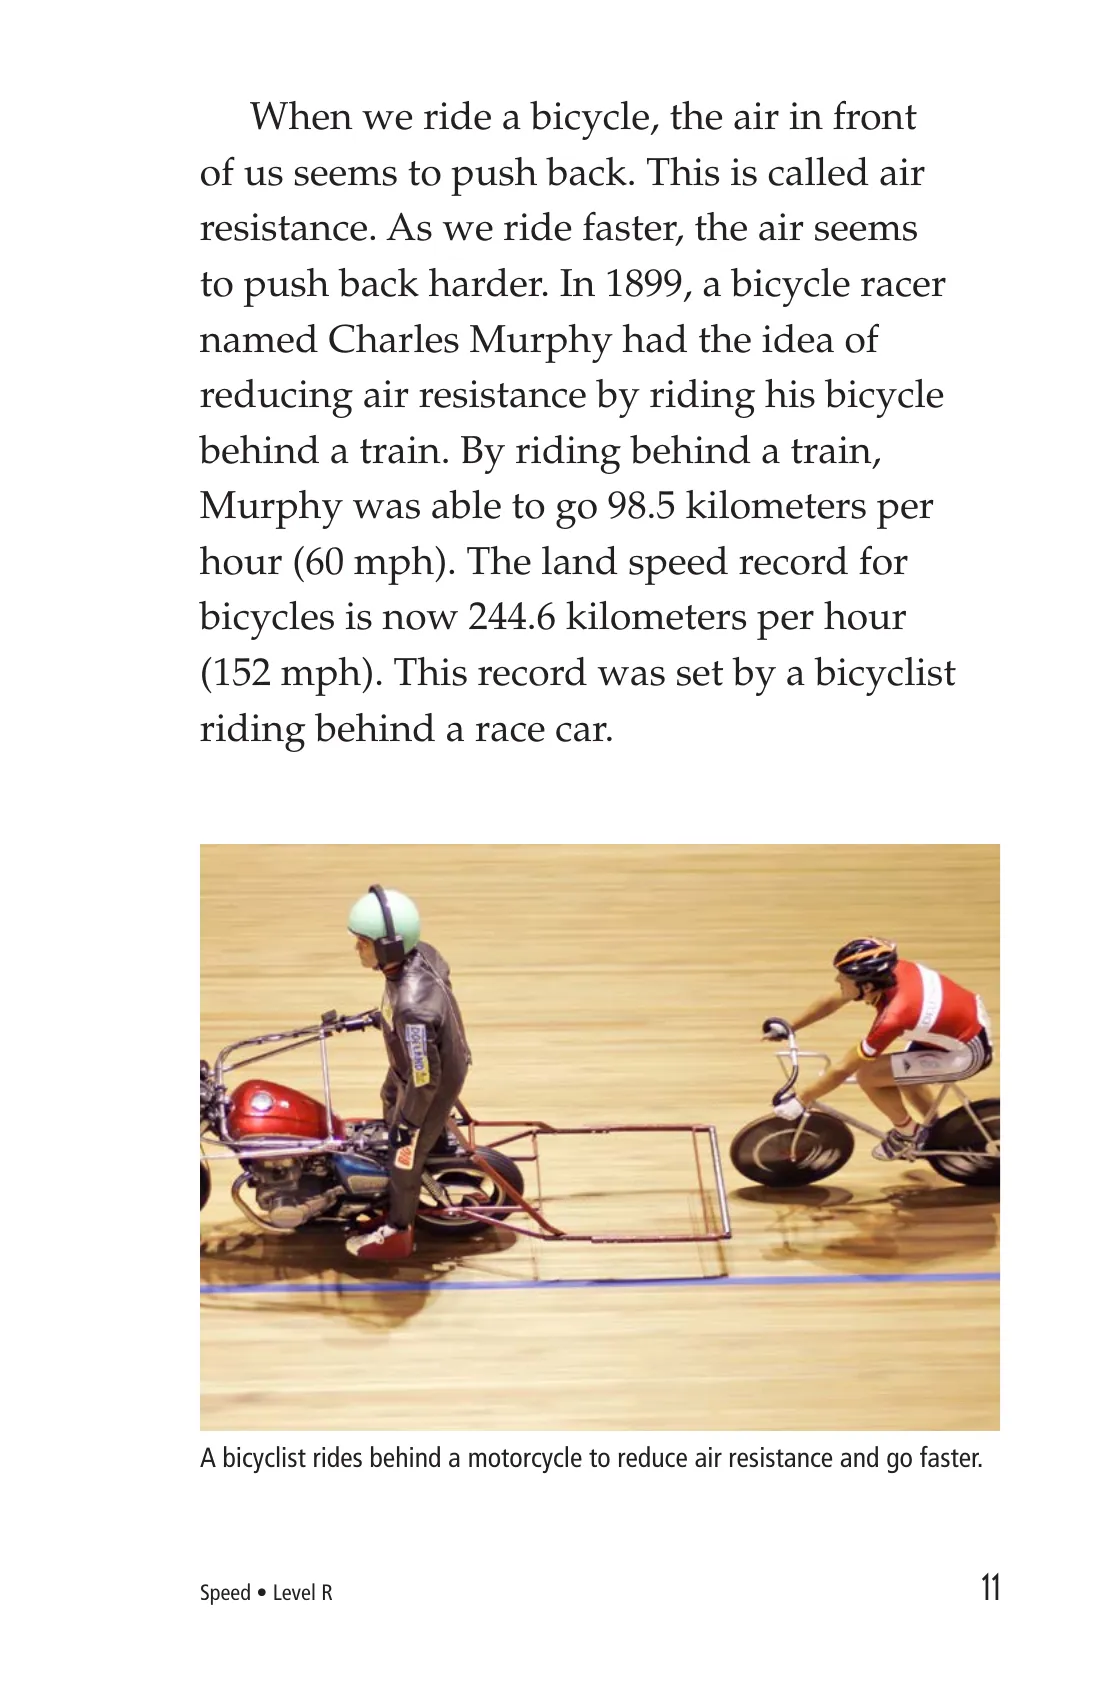 When we ride a bicycle, the air in front
of us seems to push back. This is called air
resistance. As we ride faster, the air seems
to push back harder. In 1899, a bicycle racer
named Charles Murphy had the idea of
reducing air resistance by riding his bicycle
behind a train. By riding behind a train,
Murphy was able to go 98.5 kilometers per
hour (60 mph). The land speed record for
bicycles is now 244.6 kilometers per hour
(152 mph). This record was set by a bicyclist
riding behind a race car.
DOLLAND
A bicyclist rides behind a motorcycle to reduce air resistance and go faster.
Speed • Level R
11